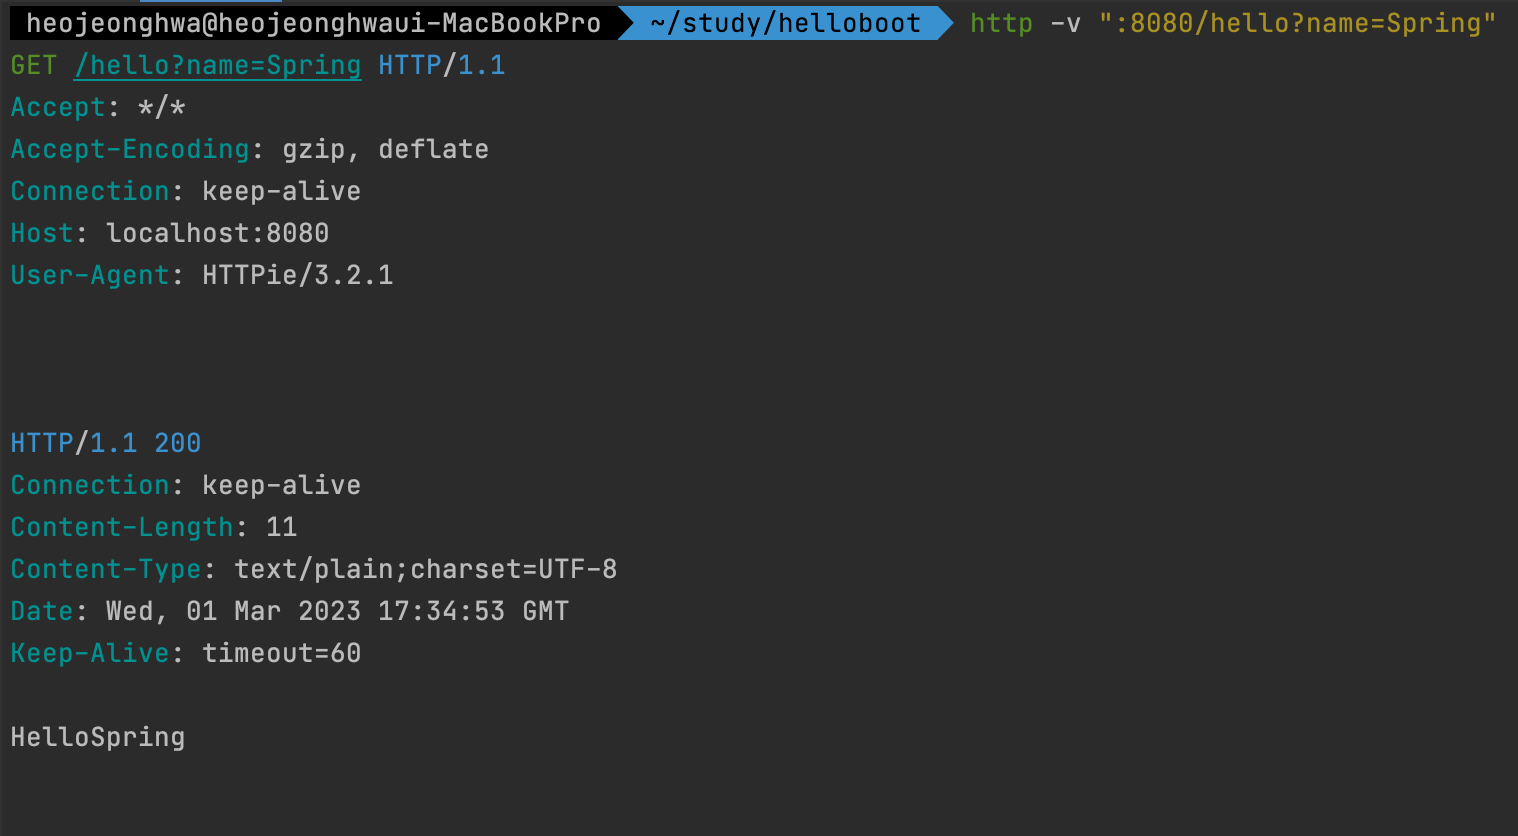 heojeonghwa@heojeonghwaui-MacBookPro ~/study/helloboot http -v ":8080/hello?name=Spring"
GET /hello?name=Spring HTTP/1.1
Accept: */*
Accept-Encoding: gzip, deflate
Connection: keep-alive
Host: localhost:8080
User-Agent: HTTPie/3.2.1
HTTP/1.1 200
Connection: keep-alive
Content-Length: 11
Content-Type: text/plain;charset=UTF-8
Date: Wed, 01 Mar 2023 17:34:53 GMT
Keep-Alive: timeout=60
HelloSpring